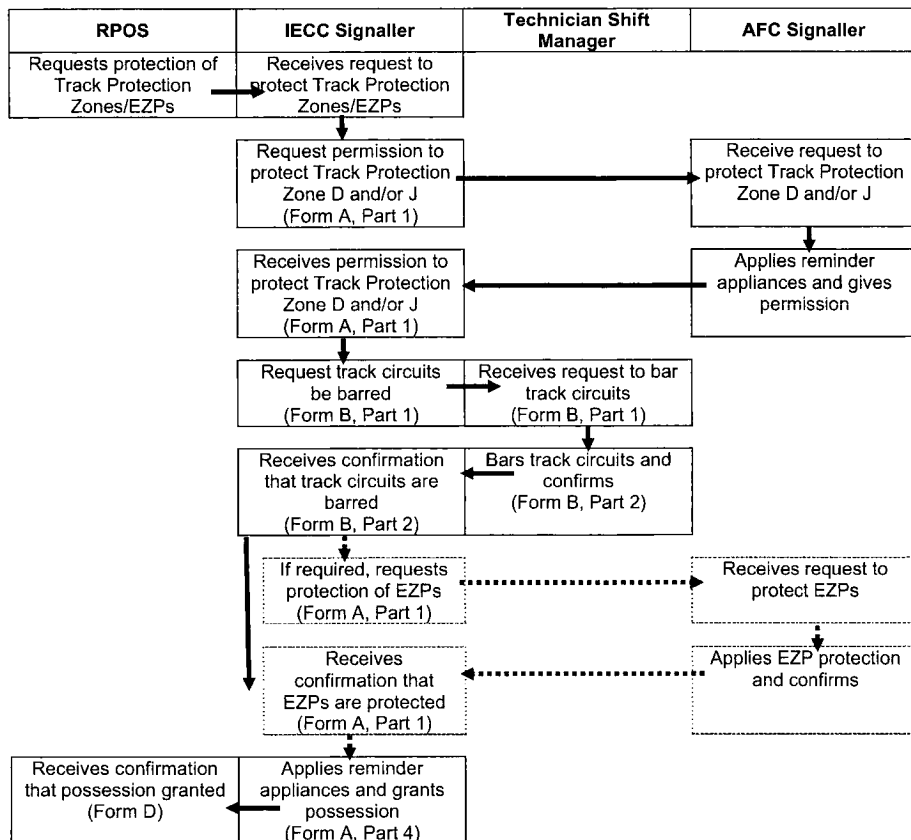 RPOS
IECC Signaller
Technician Shift
Manager
AFC Signaller
Requests protection of
Track Protection
Zones/EZPs
Receives request to
protect Track Protection
Zones/EZPs
Request permission to
protect Track Protection
Zone D and/or J
(Form A, Part 1)
Receive request to
protect Track Protection
Zone D and/or J
Receives permission to
protect Track Protection
Zone D and/or J
(Form A, Part 1)
Applies reminder
appliances and gives
permission
Request track circuits
be barred
(Form B, Part 1)
Receives request to bar
track circuits
(Form B, Part 1)
Receives confirmation
that track circuits are
barred
(Form B, Part 2)
Bars track circuits and
confirms
(Form B, Part 2)
If required, requests
protection of EZPs
(Form A, Part 1)
Receives request to
protect EZPs
Receives
confirmation that
EZPs are protected
(Form A, Part 1)
Applies EZP protection
and confirms
Receives confirmation
that possession granted
(Form D)
Applies reminder
appliances and grants
possession
(Form A, Part 4)